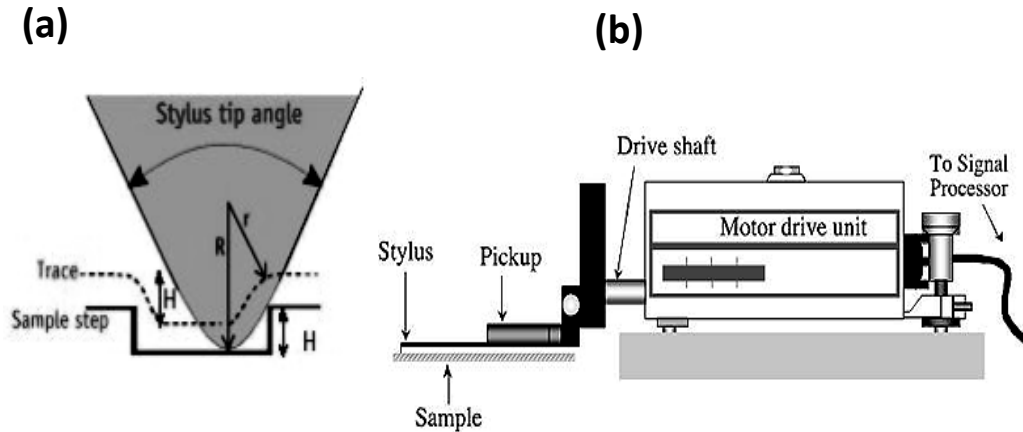 (a)
Stylus tip angle
r
R
Trace
H
Sample step
H
(b)
Drive shaft
To Signal
Processor
Motor drive unit
Stylus
Pickup
Sample